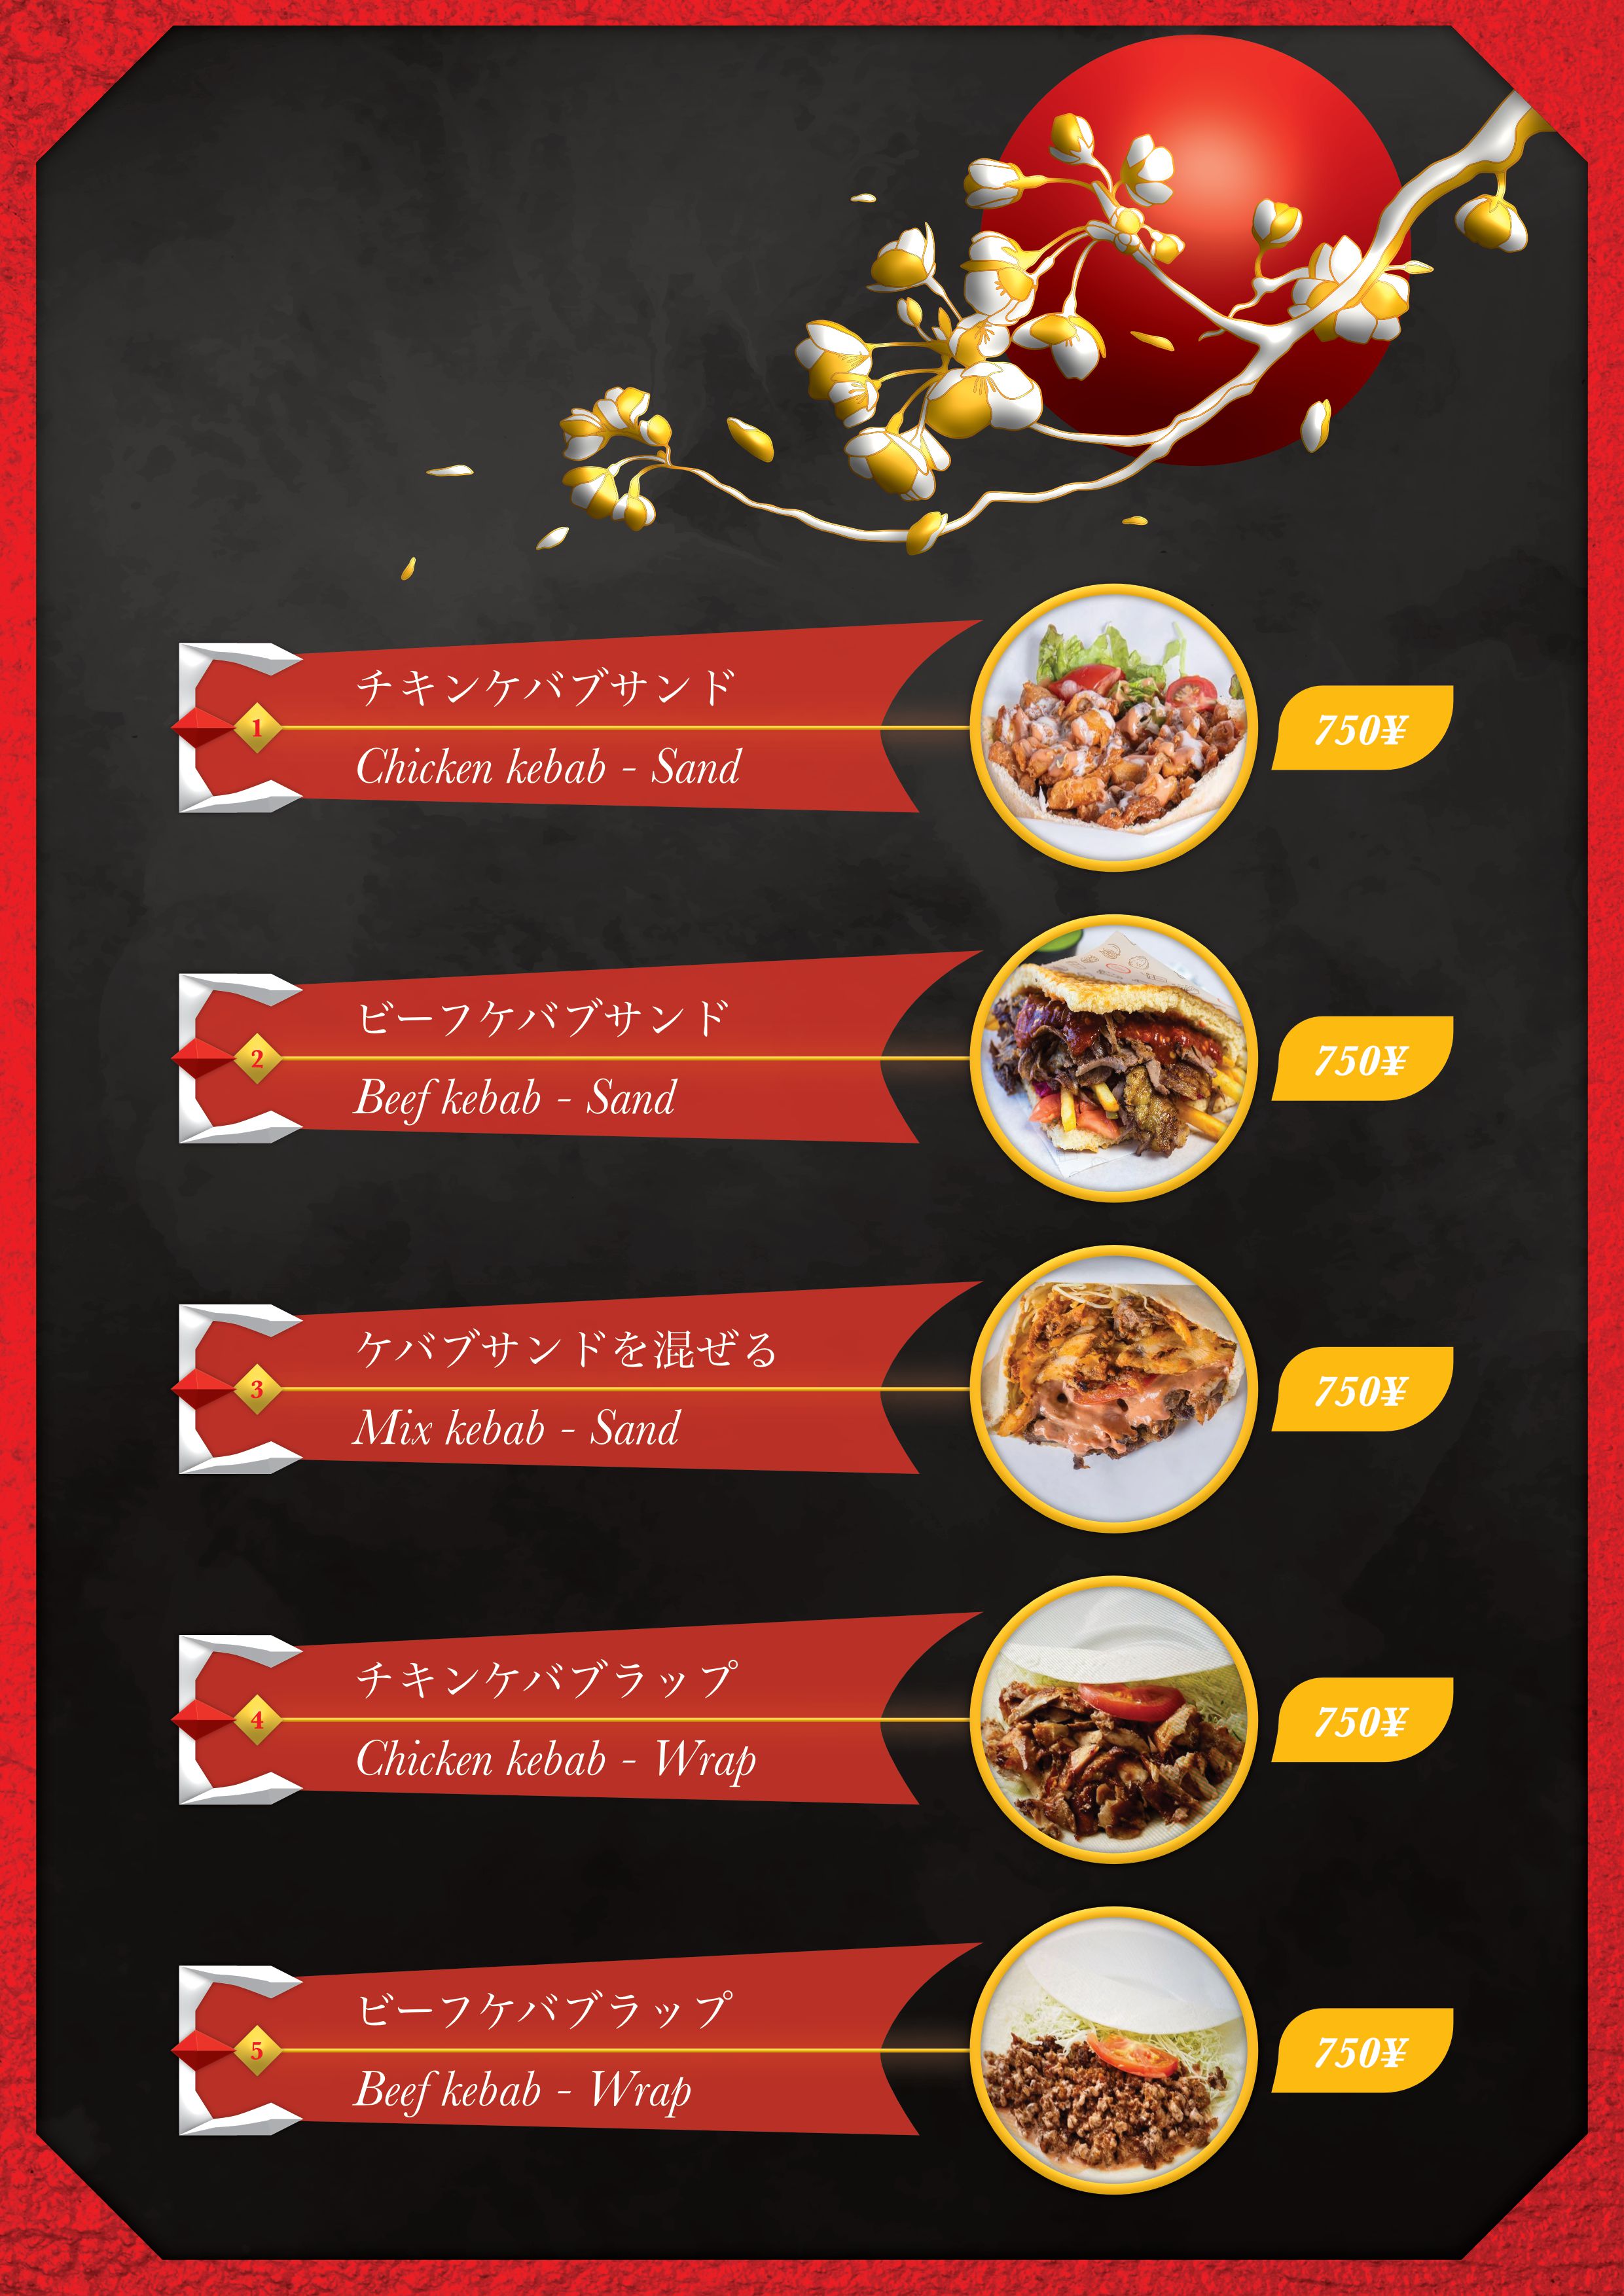 チキンケバブサンド
1
Chicken kebab - Sand
750¥
ビーフケバブサンド
2
Beef kebab - Sand
750¥
ケバブサンドを混ぜる
3
Mix kebab - Sand
750¥
チキンケバブラップ
4
Chicken kebab - Wrap
750¥
ビーフケバブラップ
5
Beef kebab - Wrap
750¥